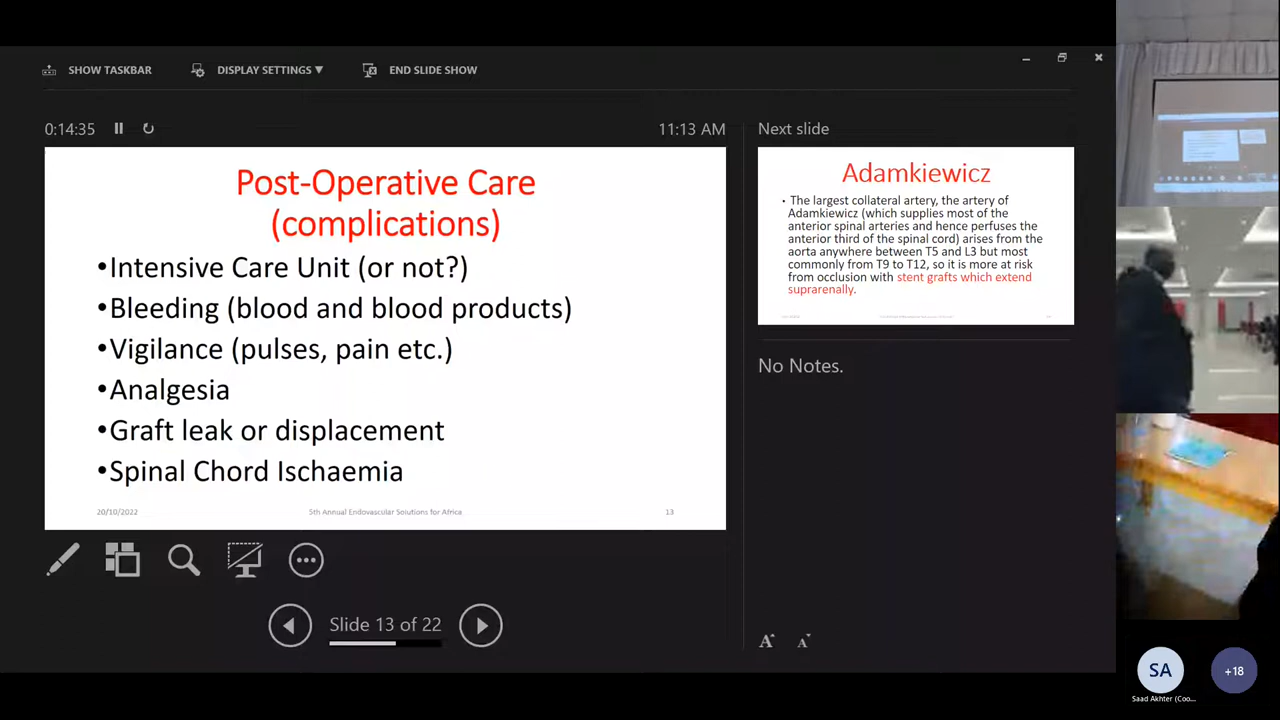 SHOW TASKBAR
DISPLAY SETTINGS ▼
END SLIDE SHOW
0:14:35
11:13 AM
Post-Operative Care
(complications)
•Intensive Care Unit (or not?)
•Bleeding (blood and blood products)
•Vigilance (pulses, pain etc.)
•Analgesia
•Graft leak or displacement
•Spinal Chord Ischaemia
20/10/2022
5th Annual Endovascular Solutions for Africa
13
Slide 13 of 22
Next slide
Adamkiewicz
• The largest collateral artery, the artery of
Adamkiewicz (which supplies most of the
anterior spinal arteries and hence perfuses the
anterior third of the spinal cord) arises from the
aorta anywhere between T5 and L3 but most
commonly from T9 to T12, so it is more at risk
from occlusion with stent grafts which extend
suprarenally.
No Notes.
A A
SA
+18
Saad Akhter (Coo...